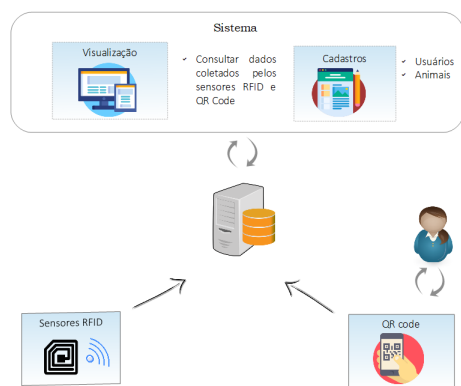 Sistema
Visualização
✓ Consultar dados
coletados pelos
sensores RFID e
QR Code
Cadastros
✓ Usuários
✓ Animais
Sensores RFID
QR code